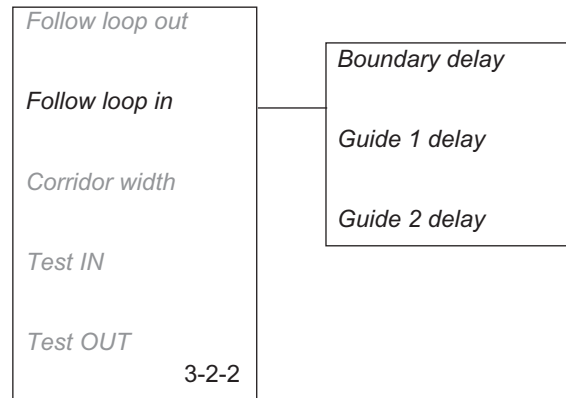 Follow loop out
Follow loop in
Corridor width
Test IN
Test OUT
3-2-2
Boundary delay
Guide 1 delay
Guide 2 delay